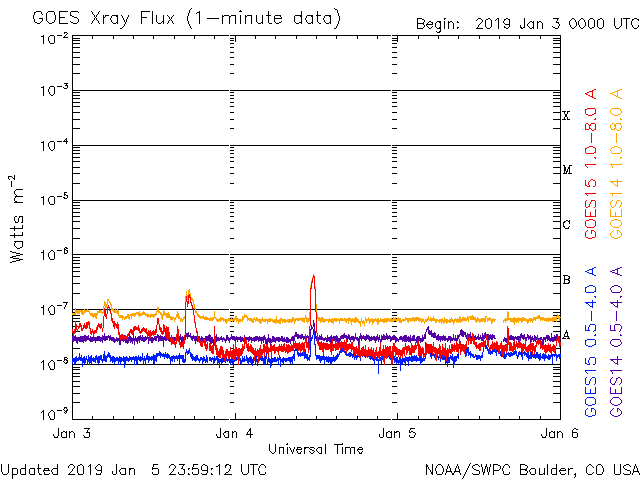 GOES Xray Flux (1-minute data)
Begin: 2019 Jan 3 0000 UTC
10-2
10-3
10-4
10-5
10-6
10-7
10-8
10-9
Watts m-2
X
M
C
B
A
GOES15 1.0-8.0 A
GOES14 1.0-8.0 A
GOES15 0.5-4.0 A
GOES14 0.5-4.0 A
Jan 3
Jan 4
Jan 5
Jan 6
Universal Time
Updated 2019 Jan 5 23:59:12 UTC
NOAA/SWPC Boulder, CO USA